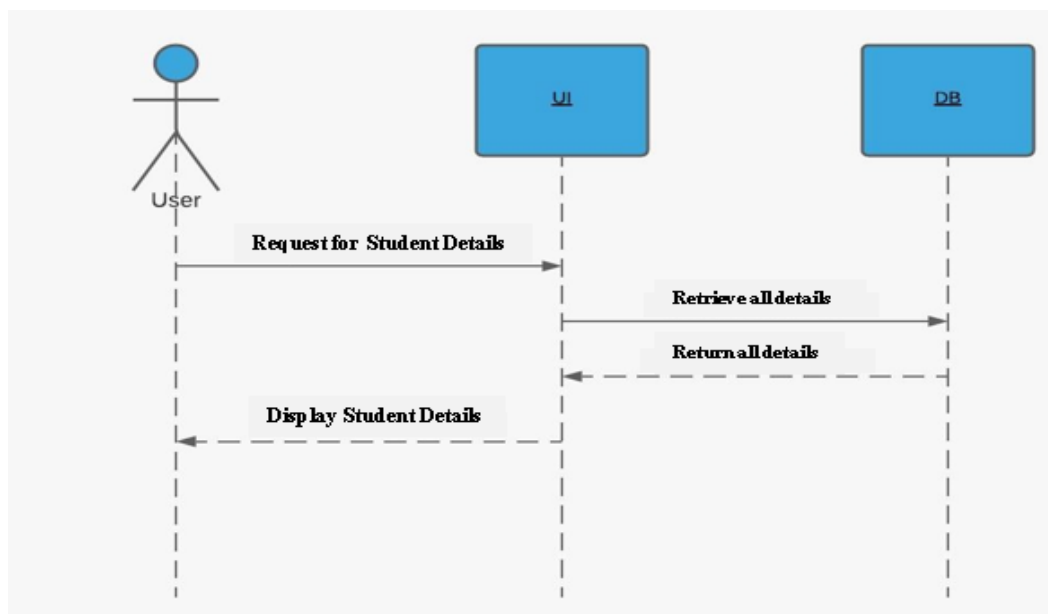 UI
DB
User
Request for Student Details
Retrieve all details
Return all details
Display Student Details